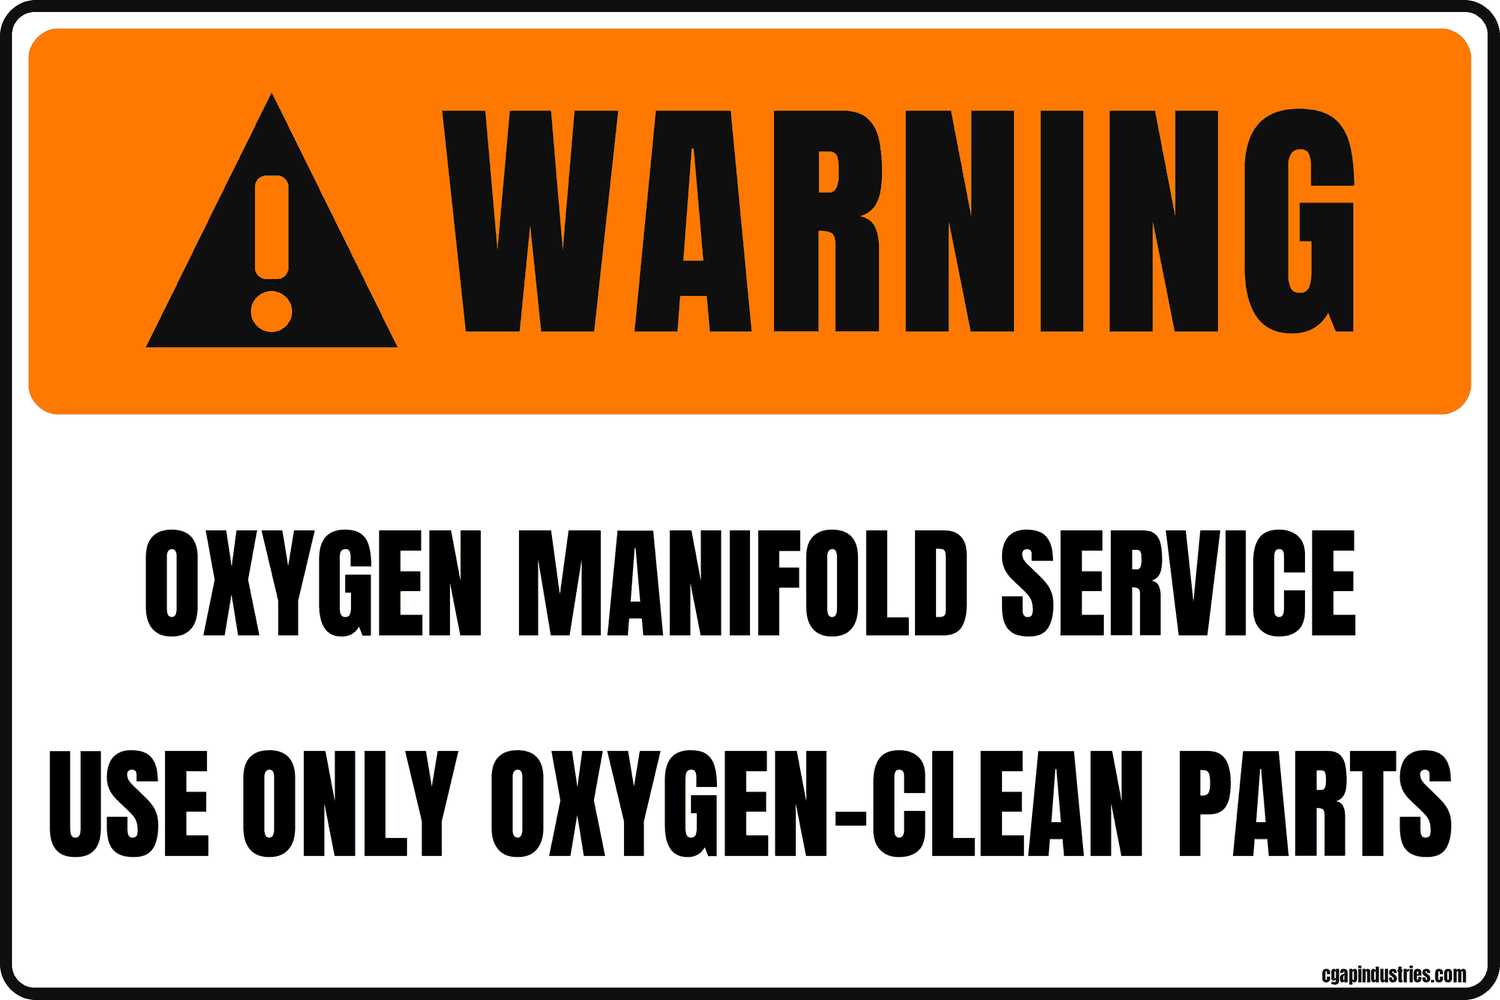 WARNING
OXYGEN MANIFOLD SERVICE
USE ONLY OXYGEN-CLEAN PARTS
cgapindustries.com